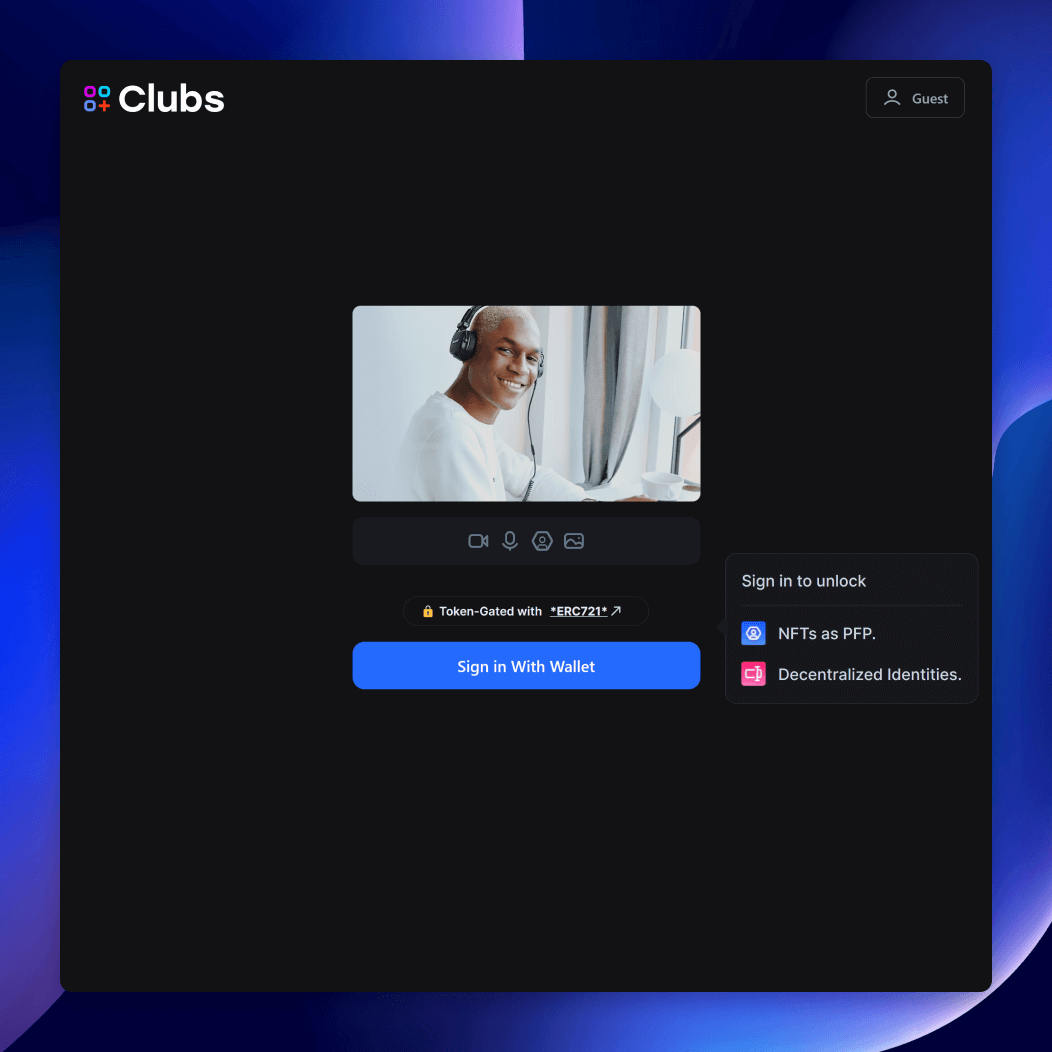 Clubs
Guest
Token-Gated with *ERC721*
Sign in With Wallet
Sign in to unlock
NFTs as PFP.
Decentralized Identities.